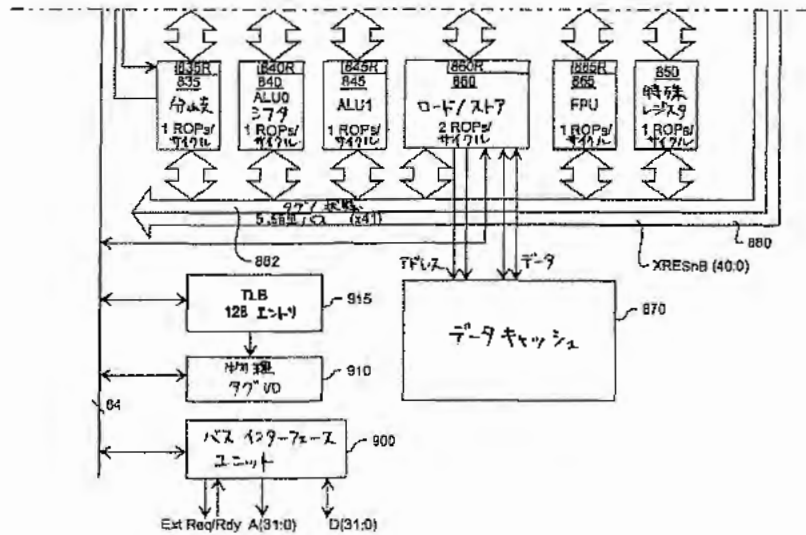 835R
835
分岐
1 ROPs/
サイクル
840R
840
ALU0
シフタ
1 ROPs/
サイクル
845R
845
ALU1
1 ROPs/
サイクル
860R
860
ロード/ストア
2 ROPs/
サイクル
865R
865
FPU
1 ROPs/
サイクル
850
特殊
レジスタ
1 ROPs/
サイクル
タグ/状態
5 結果バス (x41)
882
880
XRESnB (40:0)
アドレス
データ
TLB
128 エントリ
915
データキャッシュ
870
物理
タグI/D
910
64
バスインターフェース
ユニット
900
Ext Req/Rdy A(31:0) D(31:0)